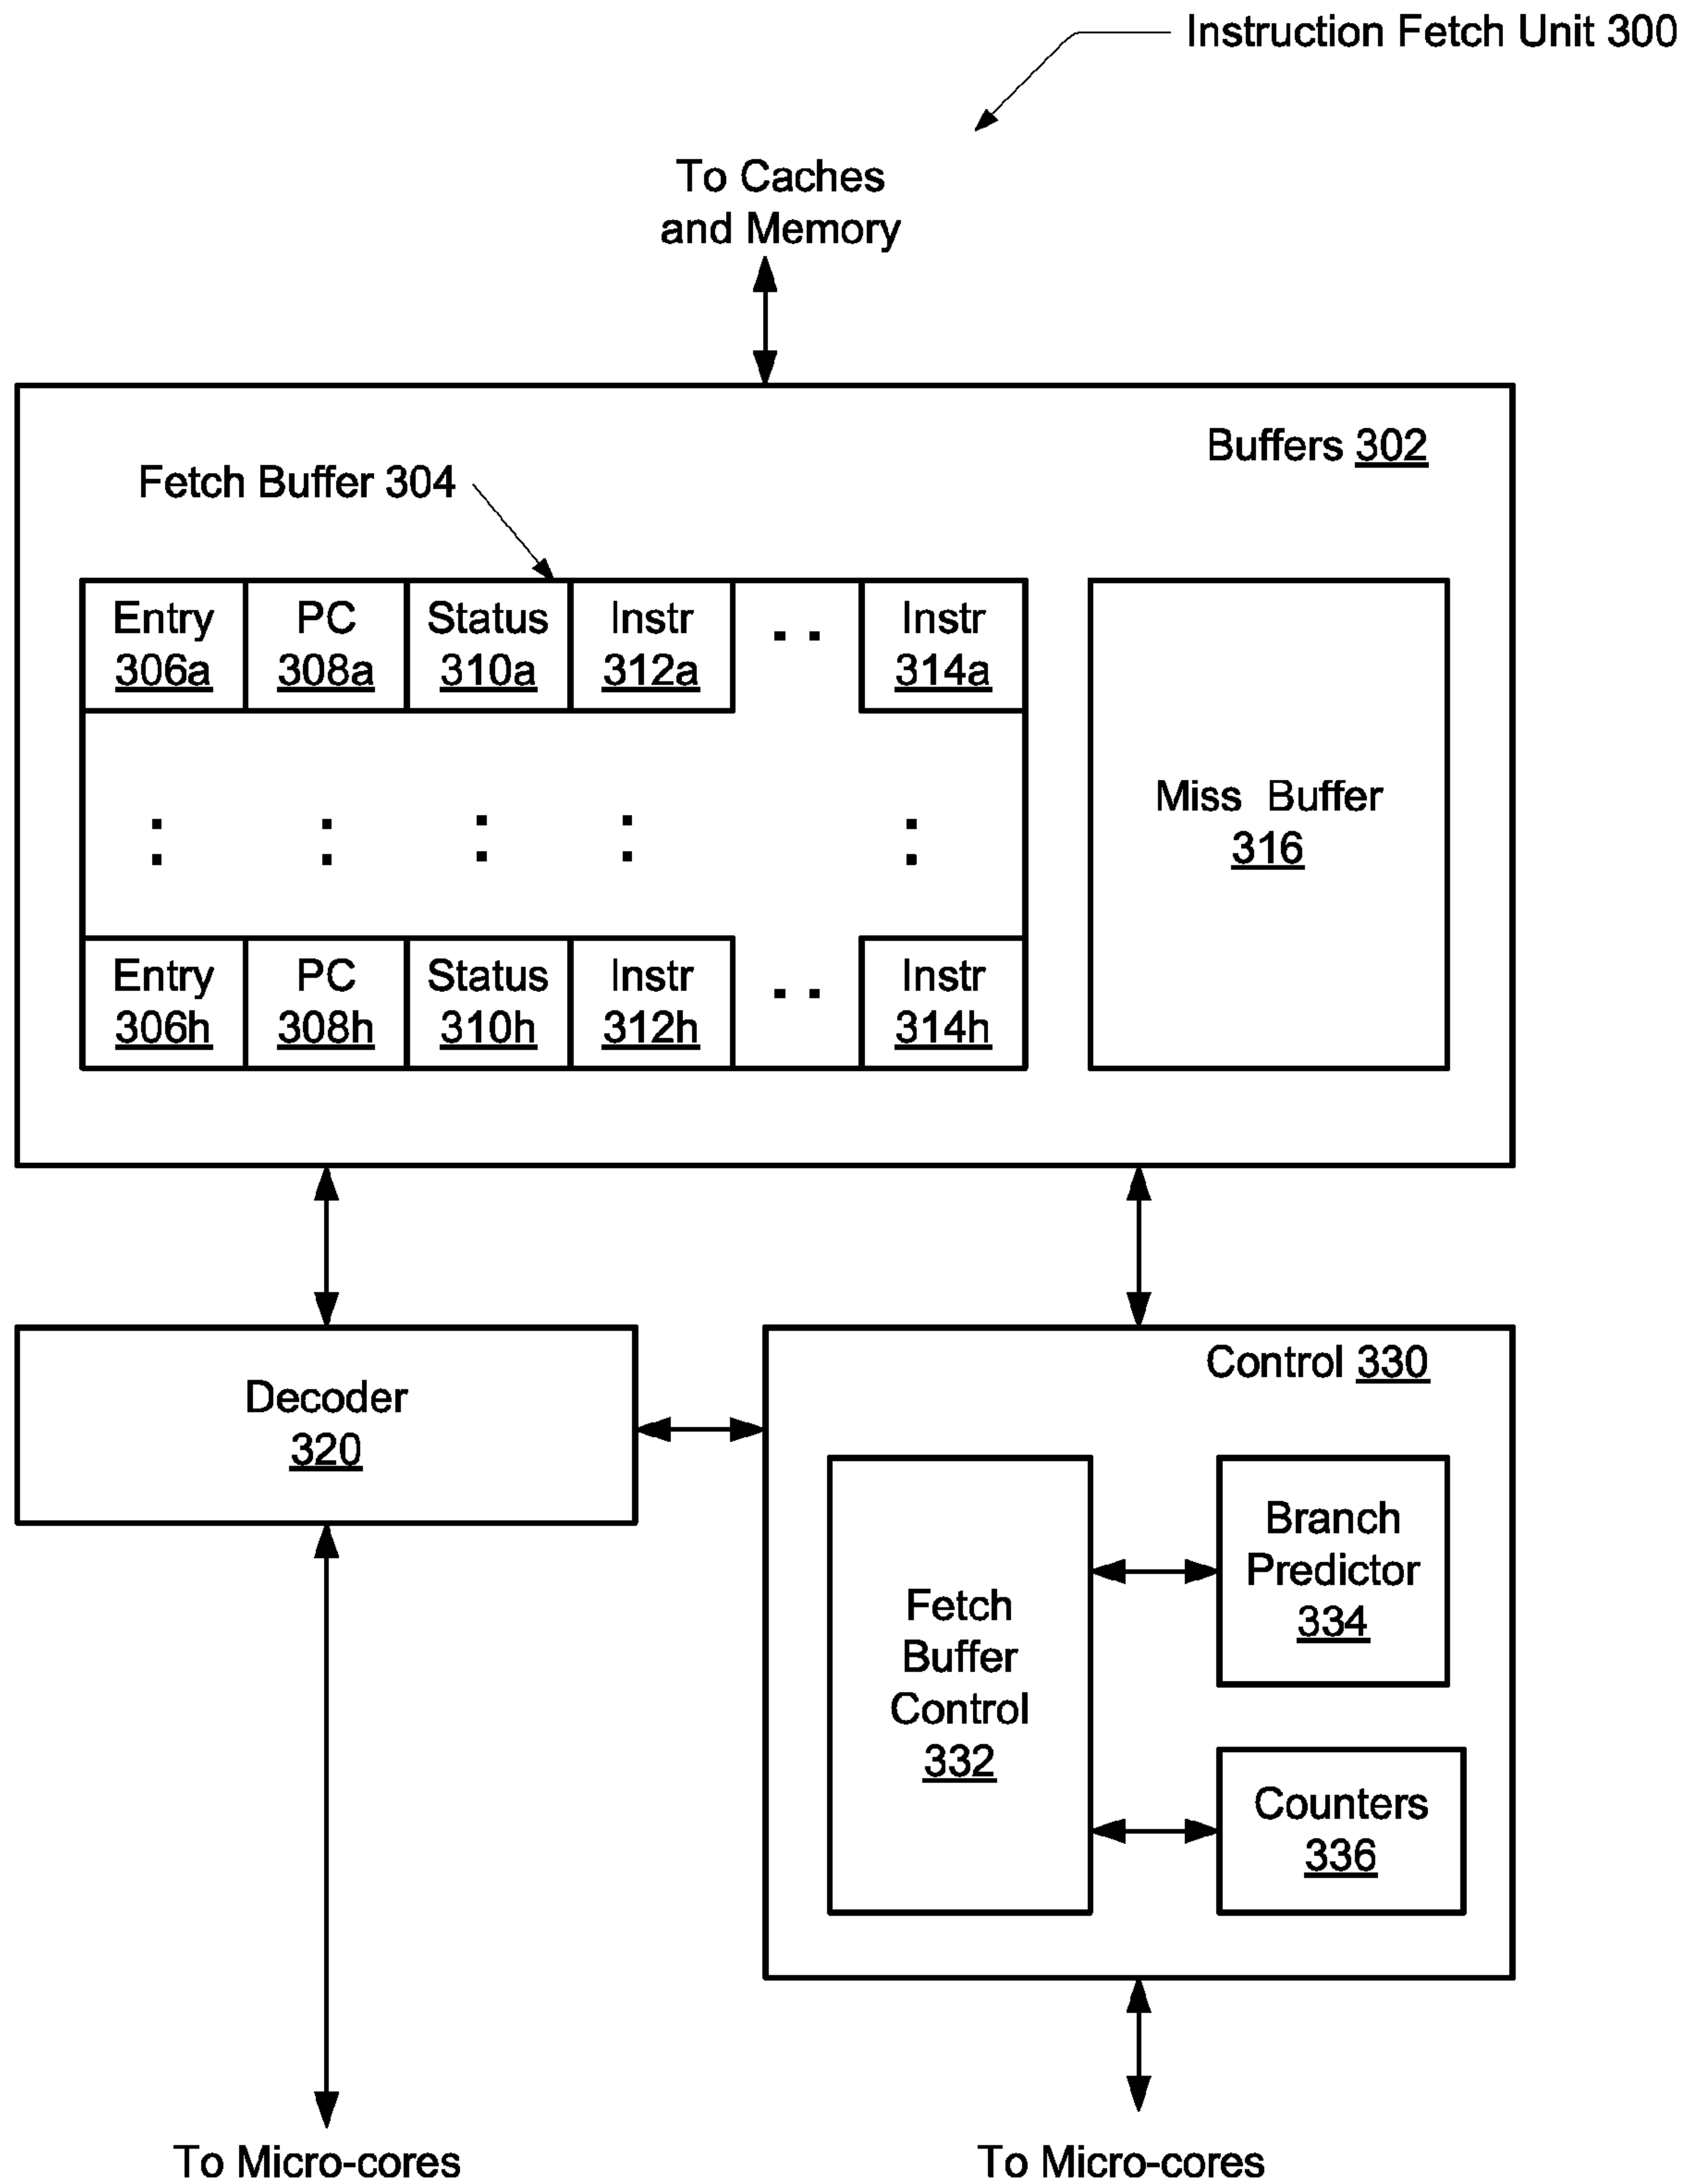 Instruction Fetch Unit 300
To Caches
and Memory
Buffers 302
Fetch Buffer 304
Entry PC Status Instr .. Instr
306a 308a 310a 312a 314a
: : : : :
Miss Buffer
316
Entry PC Status Instr .. Instr
306h 308h 310h 312h 314h
Decoder
320
Control 330
Fetch
Buffer
Control
332
Branch
Predictor
334
Counters
336
To Micro-cores
To Micro-cores